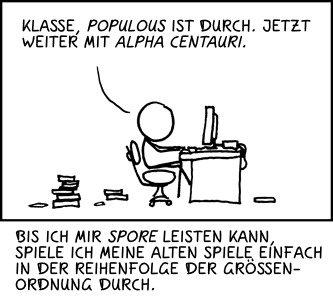 KLASSE, POPULOUS IST DURCH. JETZT
WEITER MIT ALPHA CENTAURI.
BIS ICH MIR SPORE LEISTEN KANN,
SPIELE ICH MEINE ALTEN SPIELE EINFACH
IN DER REIHENFOLGE DER GRÖSSEN-
ORDNUNG DURCH.